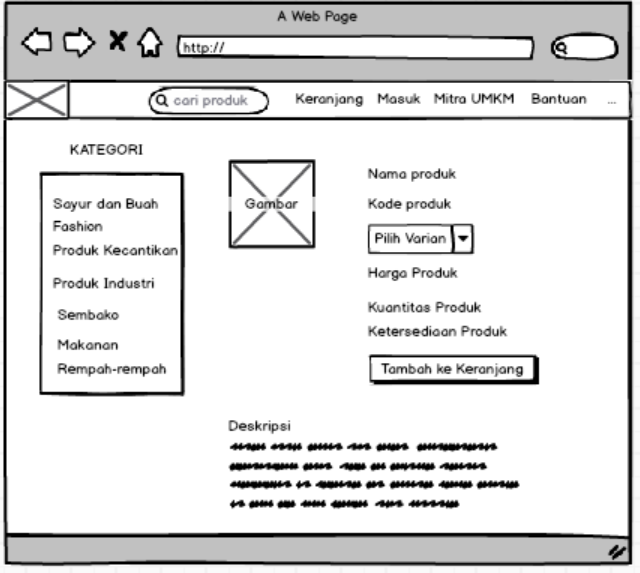 A Web Page
http://
cari produk Keranjang Masuk Mitra UMKM Bantuan ...
KATEGORI
Sayur dan Buah
Fashion
Produk Kecantikan
Produk Industri
Sembako
Makanan
Rempah-rempah
Gambar
Nama produk
Kode produk
Pilih Varian
Harga Produk
Kuantitas Produk
Ketersediaan Produk
Tambah ke Keranjang
Deskripsi